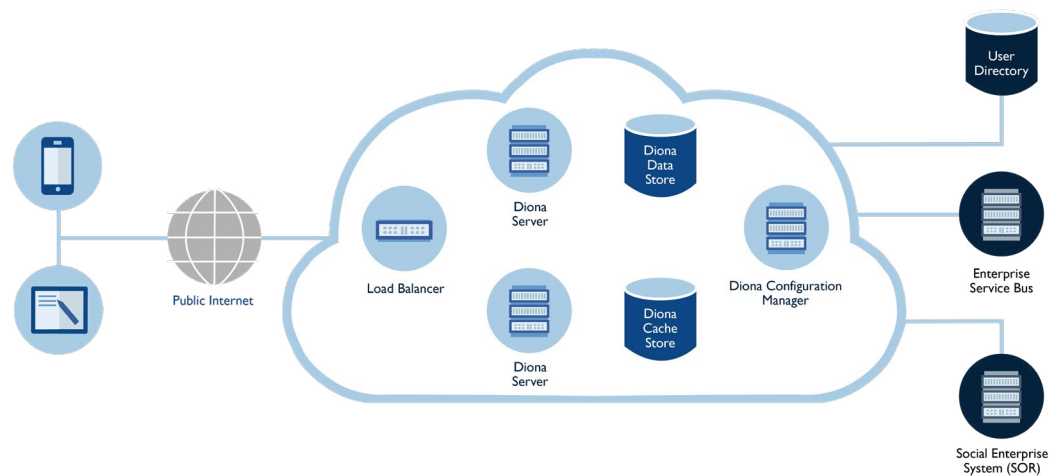 User
Directory
Diona
Data
Store
Diona
Server
Public Internet
Load Balancer
Diona Configuration
Manager
Enterprise
Service Bus
Diona
Cache
Store
Diona
Server
Social Enterprise
System (SOR)